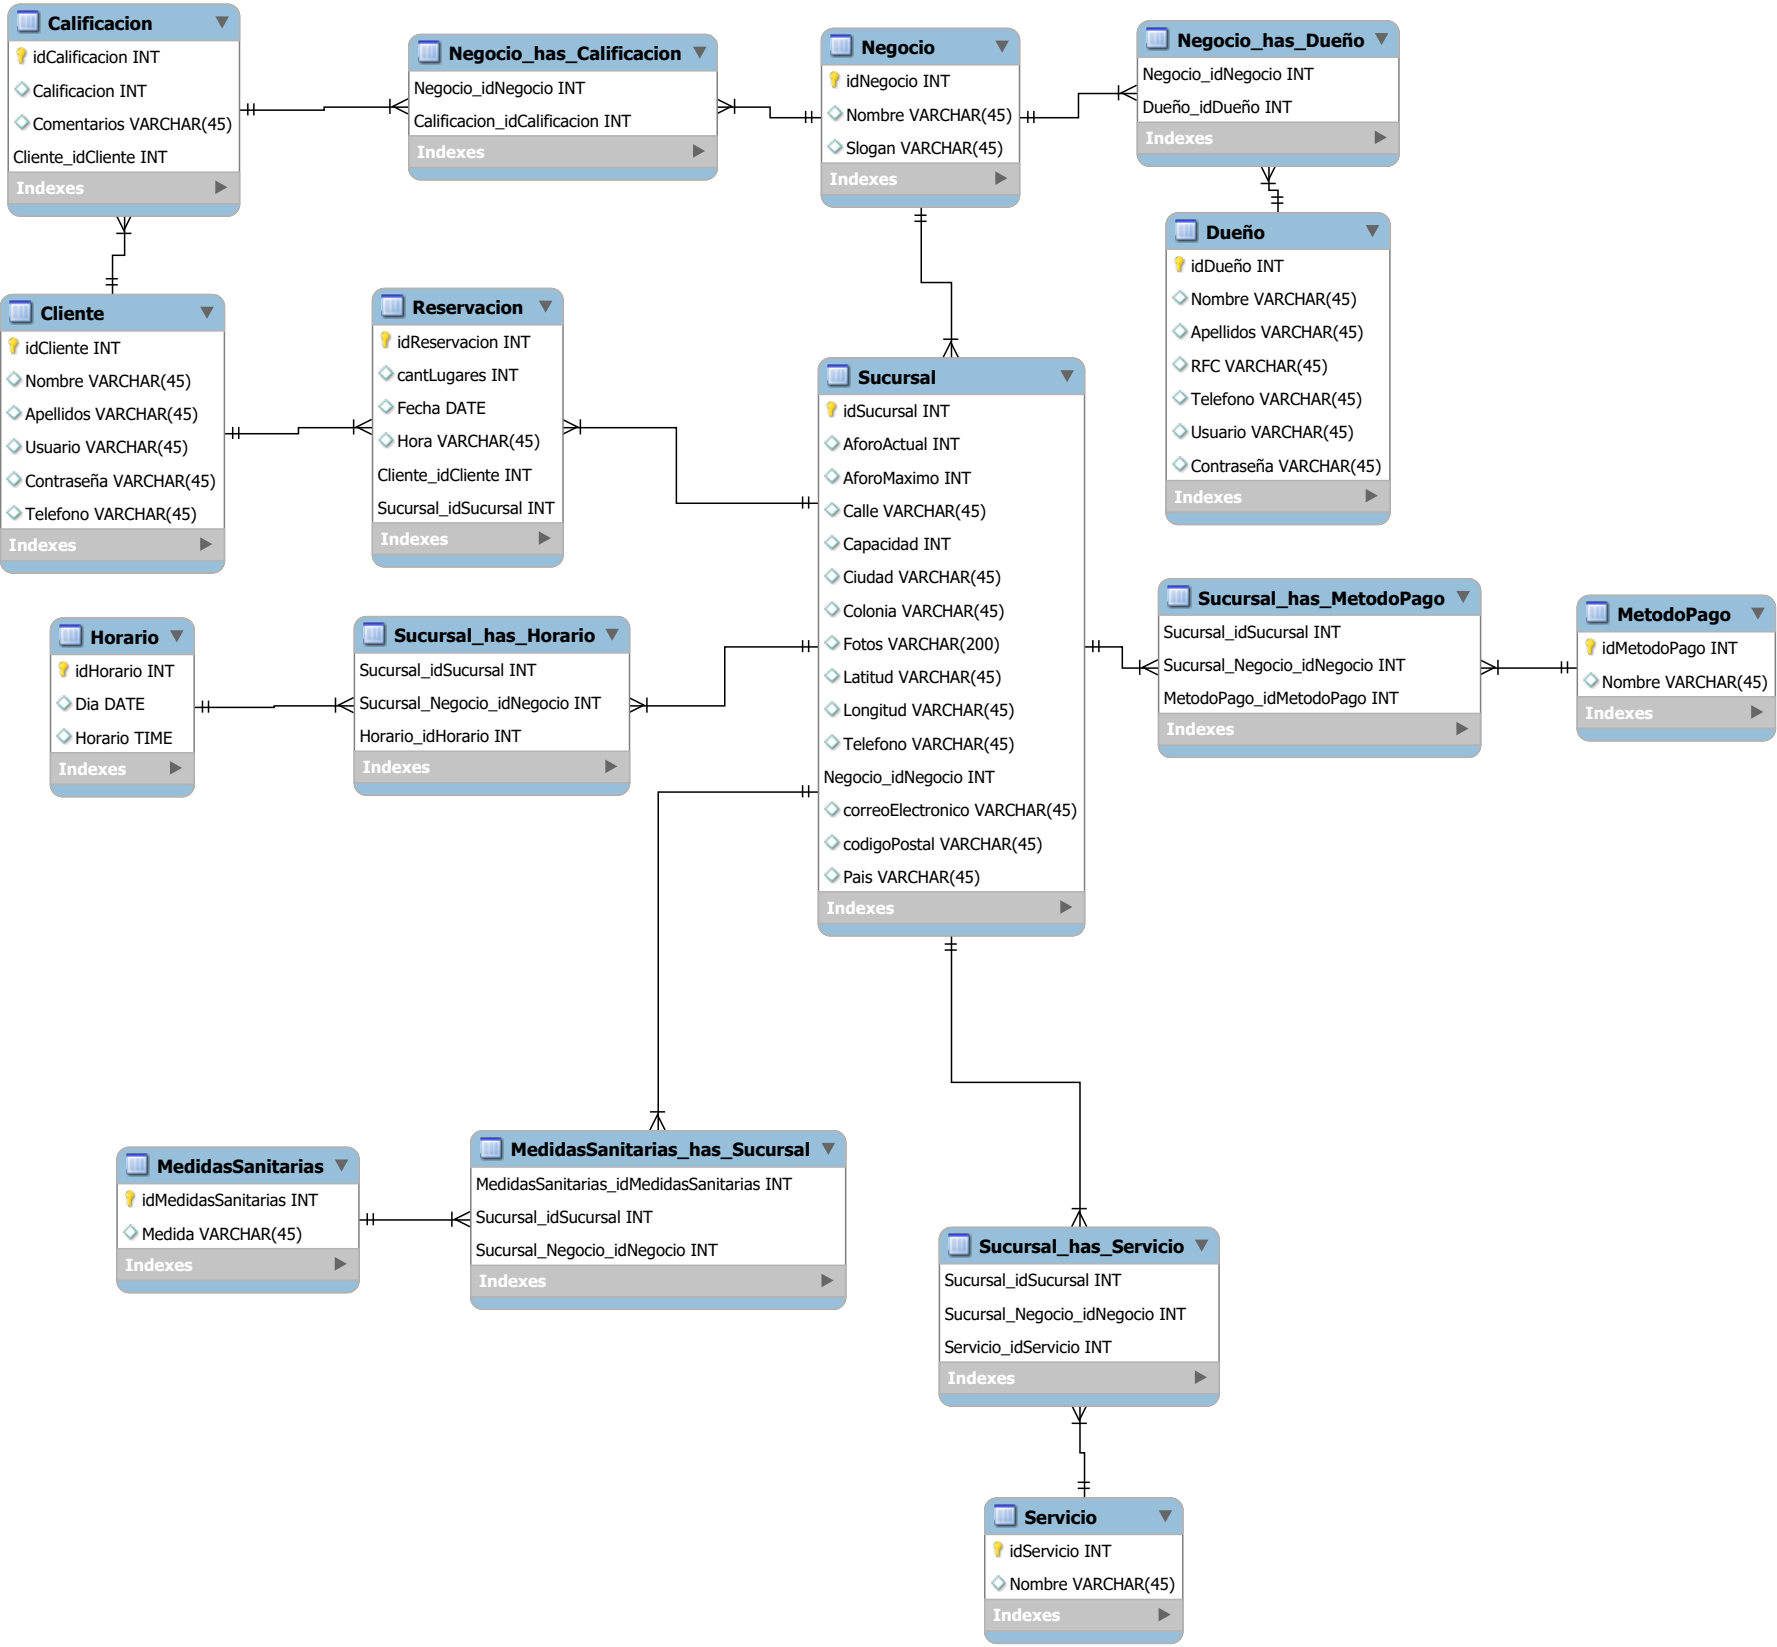 Calificacion
idCalificacion INT
Calificacion INT
Comentarios VARCHAR(45)
Cliente_idCliente INT
Indexes
Negocio_has_Calificacion
Negocio_idNegocio INT
Calificacion_idCalificacion INT
Indexes
Negocio
idNegocio INT
Nombre VARCHAR(45)
Slogan VARCHAR(45)
Indexes
Negocio_has_Dueño
Negocio_idNegocio INT
Dueño_idDueño INT
Indexes
Dueño
idDueño INT
Nombre VARCHAR(45)
Apellidos VARCHAR(45)
RFC VARCHAR(45)
Telefono VARCHAR(45)
Usuario VARCHAR(45)
Contraseña VARCHAR(45)
Indexes
Cliente
idCliente INT
Nombre VARCHAR(45)
Apellidos VARCHAR(45)
Usuario VARCHAR(45)
Contraseña VARCHAR(45)
Telefono VARCHAR(45)
Indexes
Reservacion
idReservacion INT
cantLugares INT
Fecha DATE
Hora VARCHAR(45)
Cliente_idCliente INT
Sucursal_idSucursal INT
Indexes
Sucursal
idSucursal INT
AforoActual INT
AforoMaximo INT
Calle VARCHAR(45)
Capacidad INT
Ciudad VARCHAR(45)
Colonia VARCHAR(45)
Fotos VARCHAR(200)
Latitud VARCHAR(45)
Longitud VARCHAR(45)
Telefono VARCHAR(45)
Negocio_idNegocio INT
correoElectronico VARCHAR(45)
codigoPostal VARCHAR(45)
Pais VARCHAR(45)
Indexes
Horario
idHorario INT
Dia DATE
Horario TIME
Indexes
Sucursal_has_Horario
Sucursal_idSucursal INT
Sucursal_Negocio_idNegocio INT
Horario_idHorario INT
Indexes
Sucursal_has_MetodoPago
Sucursal_idSucursal INT
Sucursal_Negocio_idNegocio INT
MetodoPago_idMetodoPago INT
Indexes
MetodoPago
idMetodoPago INT
Nombre VARCHAR(45)
Indexes
MedidasSanitarias
idMedidasSanitarias INT
Medida VARCHAR(45)
Indexes
MedidasSanitarias_has_Sucursal
MedidasSanitarias_idMedidasSanitarias INT
Sucursal_idSucursal INT
Sucursal_Negocio_idNegocio INT
Indexes
Sucursal_has_Servicio
Sucursal_idSucursal INT
Sucursal_Negocio_idNegocio INT
Servicio_idServicio INT
Indexes
Servicio
idServicio INT
Nombre VARCHAR(45)
Indexes